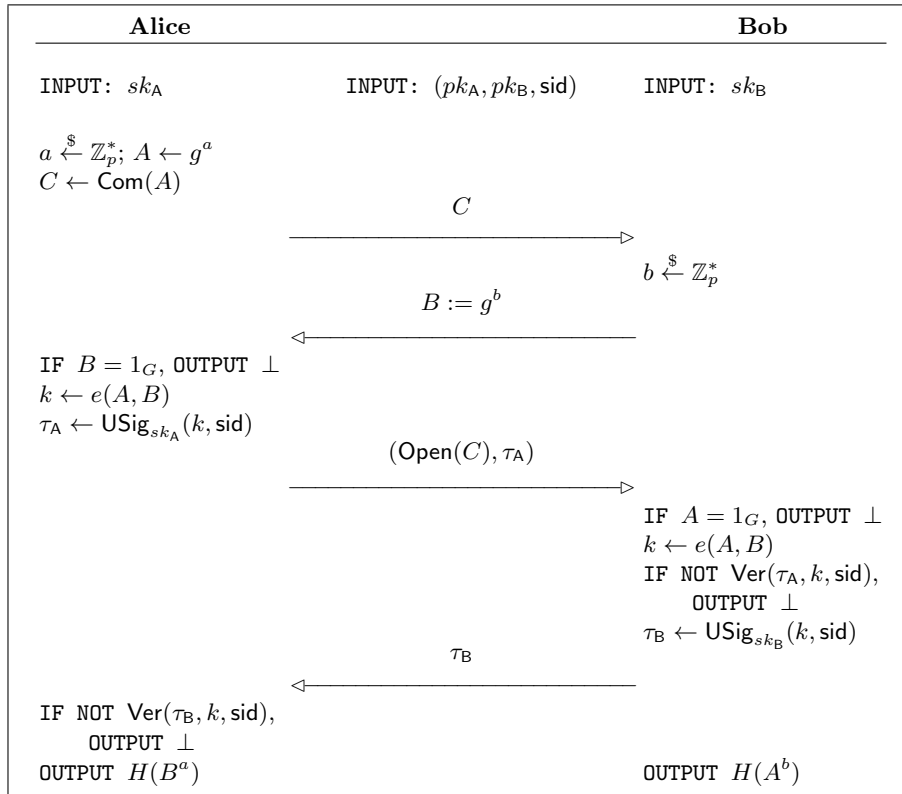 Alice Bob
INPUT: sk_A INPUT: (pk_A, pk_B, sid) INPUT: sk_B
a ←$ ℤ*_p; A ← g^a
C ← Com(A)
C
b ←$ ℤ*_p
B := g^b
IF B = 1_G, OUTPUT ⊥
k ← e(A, B)
τ_A ← USig_{sk_A}(k, sid)
(Open(C), τ_A)
IF A = 1_G, OUTPUT ⊥
k ← e(A, B)
IF NOT Ver(τ_A, k, sid),
OUTPUT ⊥
τ_B ← USig_{sk_B}(k, sid)
τ_B
IF NOT Ver(τ_B, k, sid),
OUTPUT ⊥
OUTPUT H(B^a) OUTPUT H(A^b)